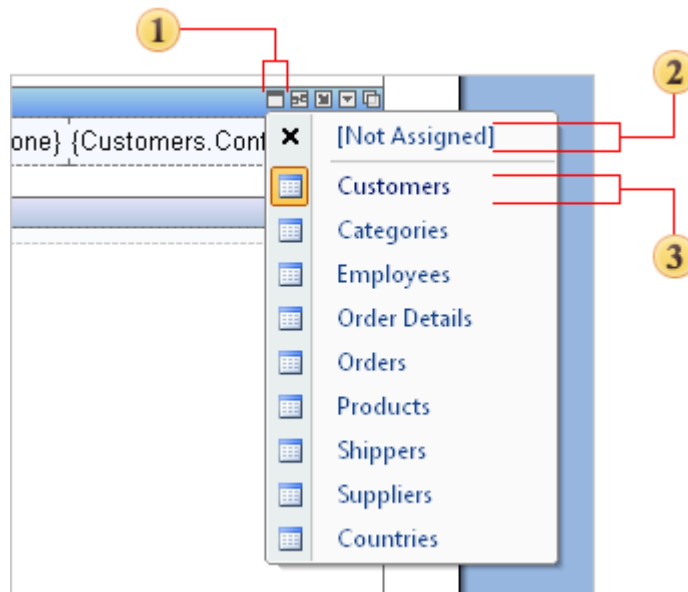 1
2
one} {Customers.Cont
[Not Assigned]
Customers
3
Categories
Employees
Order Details
Orders
Products
Shippers
Suppliers
Countries